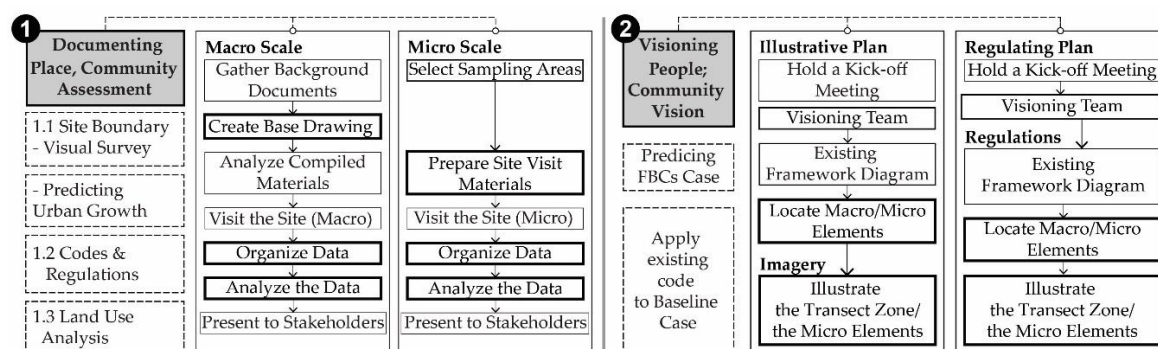 1
Documenting
Place, Community
Assessment
1.1 Site Boundary
- Visual Survey
- Predicting
Urban Growth
1.2 Codes &
Regulations
1.3 Land Use
Analysis
Macro Scale
Gather Background
Documents
Create Base Drawing
Analyze Compiled
Materials
Visit the Site (Macro)
Organize Data
Analyze the Data
Present to Stakeholders
Micro Scale
Select Sampling Areas
Prepare Site Visit
Materials
Visit the Site (Micro)
Organize Data
Analyze the Data
Present to Stakeholders
2
Visioning
People;
Community
Vision
Predicing
FBCs Case
Apply
existing
code
to Baseline
Case
Illustrative Plan
Hold a Kick-off
Meeting
Visioning Team
Existing
Framework Diagram
Locate Macro/Micro
Elements
Imagery
Illustrate
the Transect Zone/
the Micro Elements
Regulating Plan
Hold a Kick-off Meeting
Visioning Team
Regulations
Existing
Framework Diagram
Locate Macro/Micro
Elements
Illustrate
the Transect Zone/
the Micro Elements